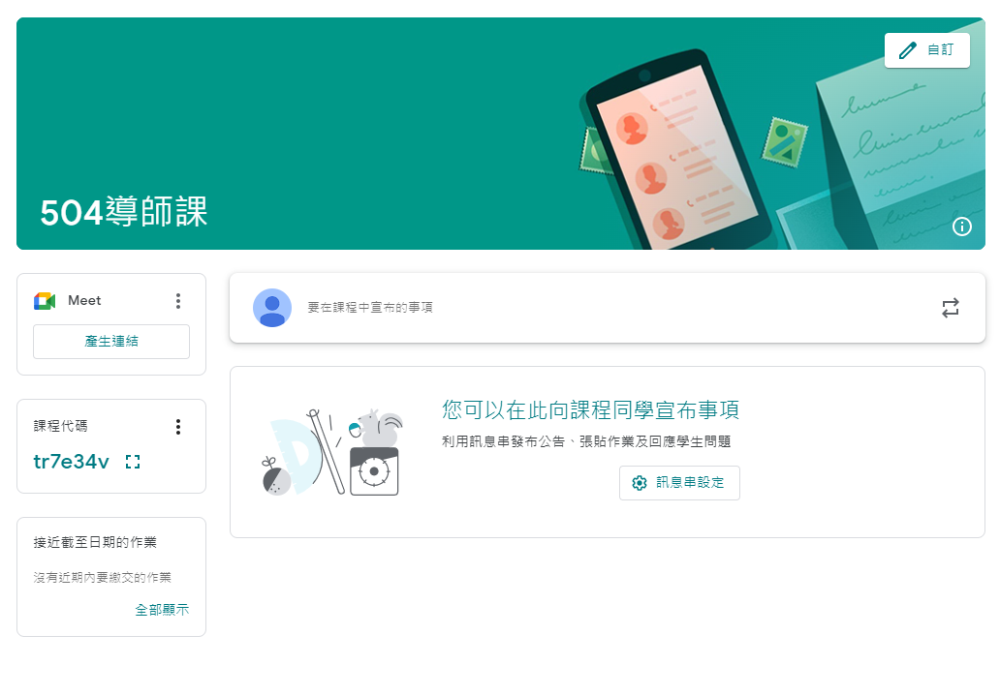 自訂
504導師課
Meet
產生連結
要在課程中宣布的事項
課程代碼
tr7e34v
您可以在此向課程同學宣布事項
利用訊息串發布公告、張貼作業及回應學生問題
訊息串設定
接近截至日期的作業
沒有近期內要繳交的作業
全部顯示